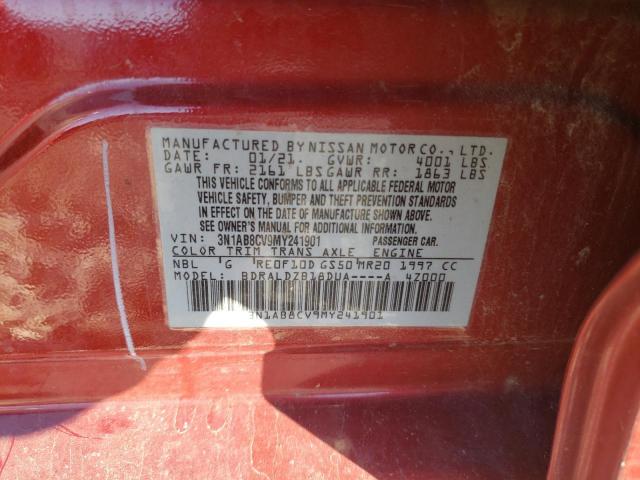 MANUFACTURED BY NISSAN MOTOR CO., LTD.
DATE: 01/21. GVWR: 4001 LBS
GAWR FR: 2161 LBS GAWR RR: 1863 LBS
THIS VEHICLE CONFORMS TO ALL APPLICABLE FEDERAL MOTOR
VEHICLE SAFETY, BUMPER AND THEFT PREVENTION STANDARDS
IN EFFECT ON THE DATE OF MANUFACTURE SHOWN ABOVE.
SEE OWNER'S MANUAL FOR ADDITIONAL INFORMATION.
VIN: 3N1AB8CV9MY241901 PASSENGER CAR.
COLOR TRIM TRANS AXLE ENGINE
NBL 'G 'RE0F10D GS50 MR20 1997 CC
MODEL: BDRALDZB18DUA----A 4Z000
3N1AB8CV9MY241901